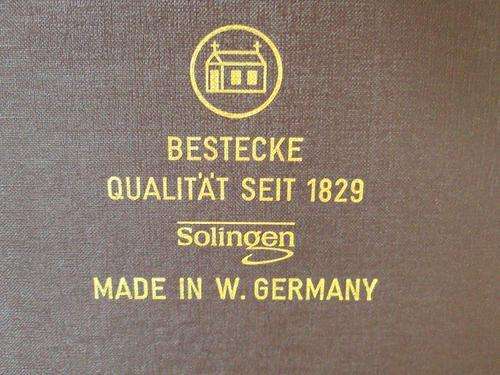 BESTECKE
QUALITÄT SEIT 1829
Solingen
MADE IN W. GERMANY